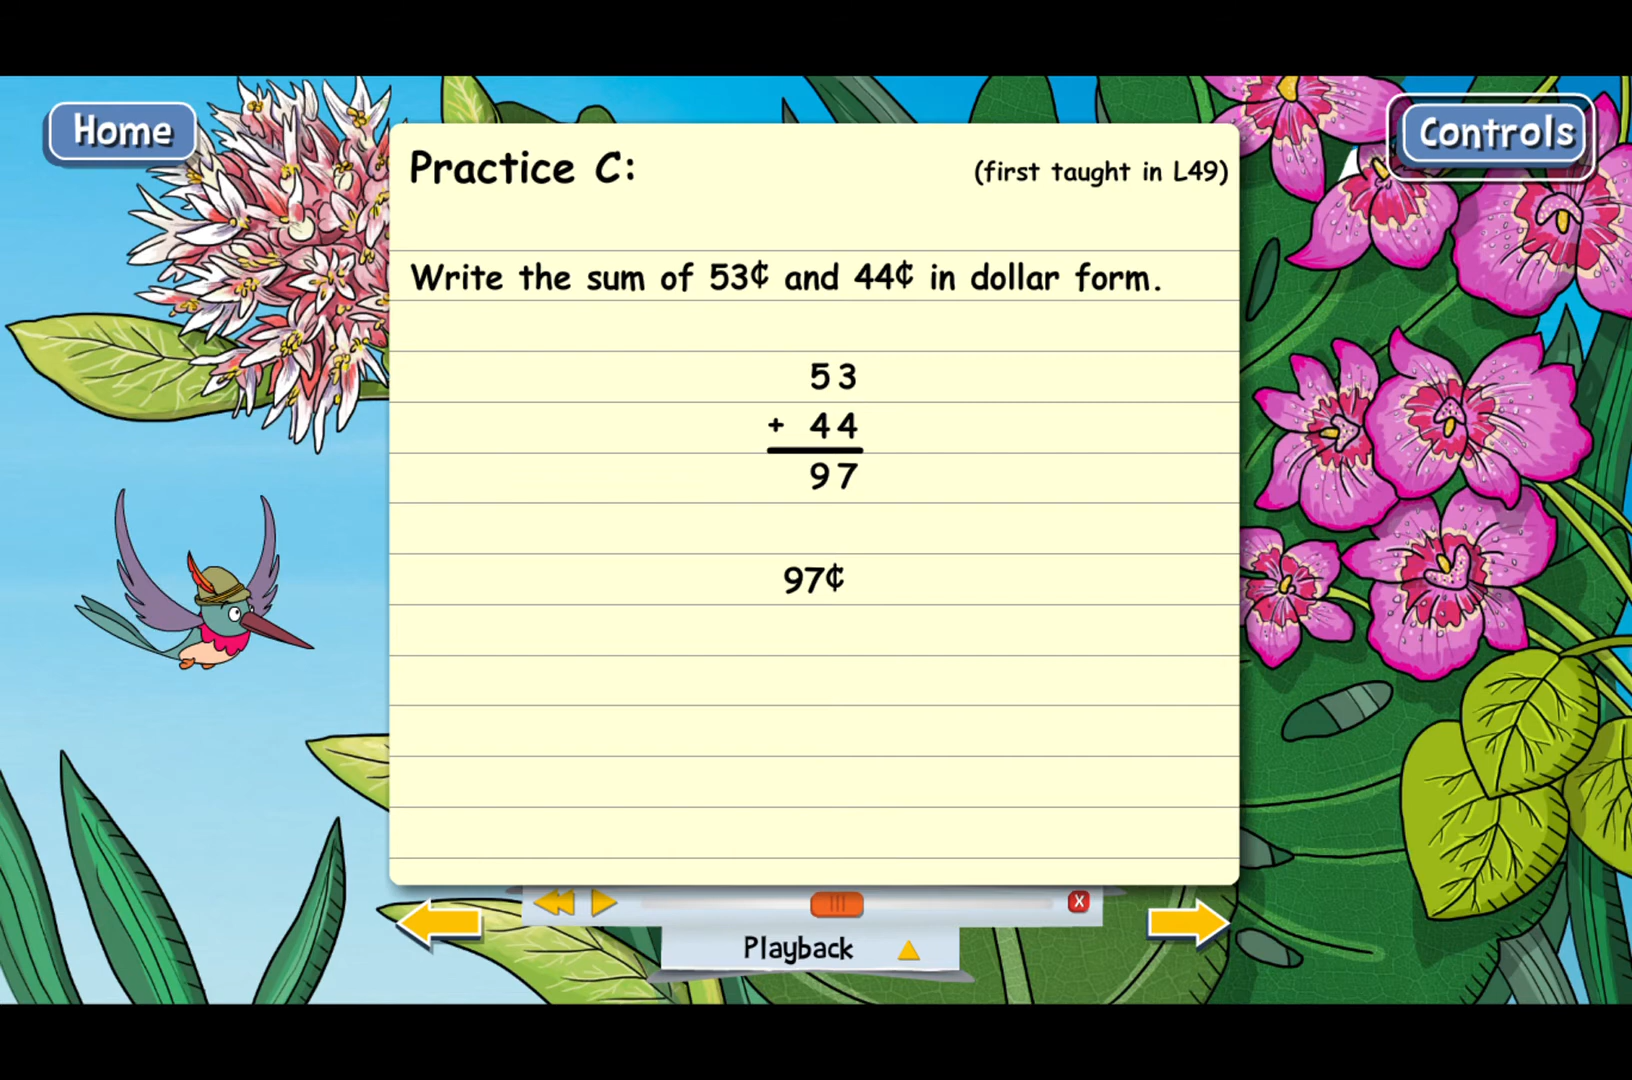 Home
Controls
Practice C:
(first taught in L49)
Write the sum of 53¢ and 44¢ in dollar form.
53
+ 44
97
97¢
X
Playback